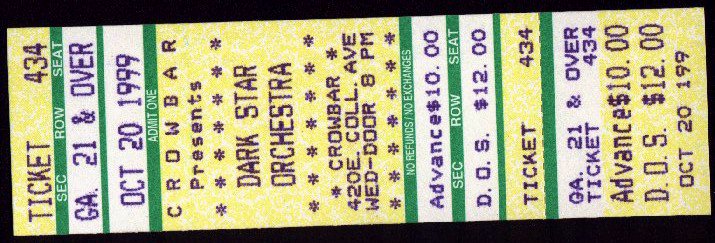 TICKET 434
SEC ROW SEAT
GA. 21 & OVER
OCT 20 1999
ADMIT ONE
CROWBAR
Presents
* * * * * * * *
DARK STAR
ORCHESTRA
* * * * * * * *
* CROWBAR *
420E. COLL. AVE
WED-DOOR 8 PM
NO REFUNDS/NO EXCHANGES
Advance$10.00
SEC ROW SEAT
D.O.S. $12.00
TICKET 434
GA. 21 & OVER
TICKET 434
Advance$10.00
D.O.S. $12.00
OCT 20 199